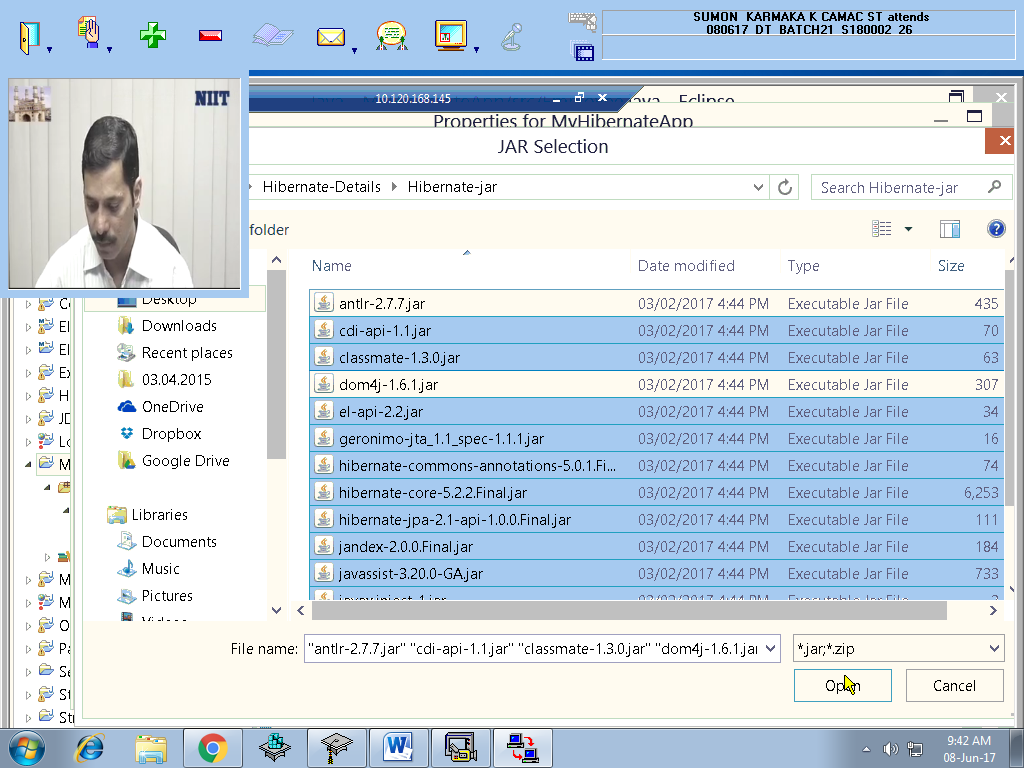 SUMON KARMAKA K CAMAC ST attends
080617 DT BATCH21 S180002 26
NIIT
10.120.168.145
Eclipse
Properties for MyHibernateApp
JAR Selection
Hibernate-Details
Hibernate-jar
Search Hibernate-jar
folder
Name
Date modified
Type
Size
Desktop
Downloads
Recent places
03.04.2015
OneDrive
Dropbox
Google Drive
Libraries
Documents
Music
Pictures
Videos
antlr-2.7.7.jar 03/02/2017 4:44 PM Executable Jar File 435
cdi-api-1.1.jar 03/02/2017 4:44 PM Executable Jar File 70
classmate-1.3.0.jar 03/02/2017 4:44 PM Executable Jar File 63
dom4j-1.6.1.jar 03/02/2017 4:44 PM Executable Jar File 307
el-api-2.2.jar 03/02/2017 4:44 PM Executable Jar File 34
geronimo-jta_1.1_spec-1.1.1.jar 03/02/2017 4:44 PM Executable Jar File 16
hibernate-commons-annotations-5.0.1.Fi... 03/02/2017 4:44 PM Executable Jar File 74
hibernate-core-5.2.2.Final.jar 03/02/2017 4:44 PM Executable Jar File 6,253
hibernate-jpa-2.1-api-1.0.0.Final.jar 03/02/2017 4:44 PM Executable Jar File 111
jandex-2.0.0.Final.jar 03/02/2017 4:44 PM Executable Jar File 184
javassist-3.20.0-GA.jar 03/02/2017 4:44 PM Executable Jar File 733
File name: "antlr-2.7.7.jar" "cdi-api-1.1.jar" "classmate-1.3.0.jar" "dom4j-1.6.1.jar *.jar;*.zip
Open
Cancel
9:42 AM
08-Jun-17